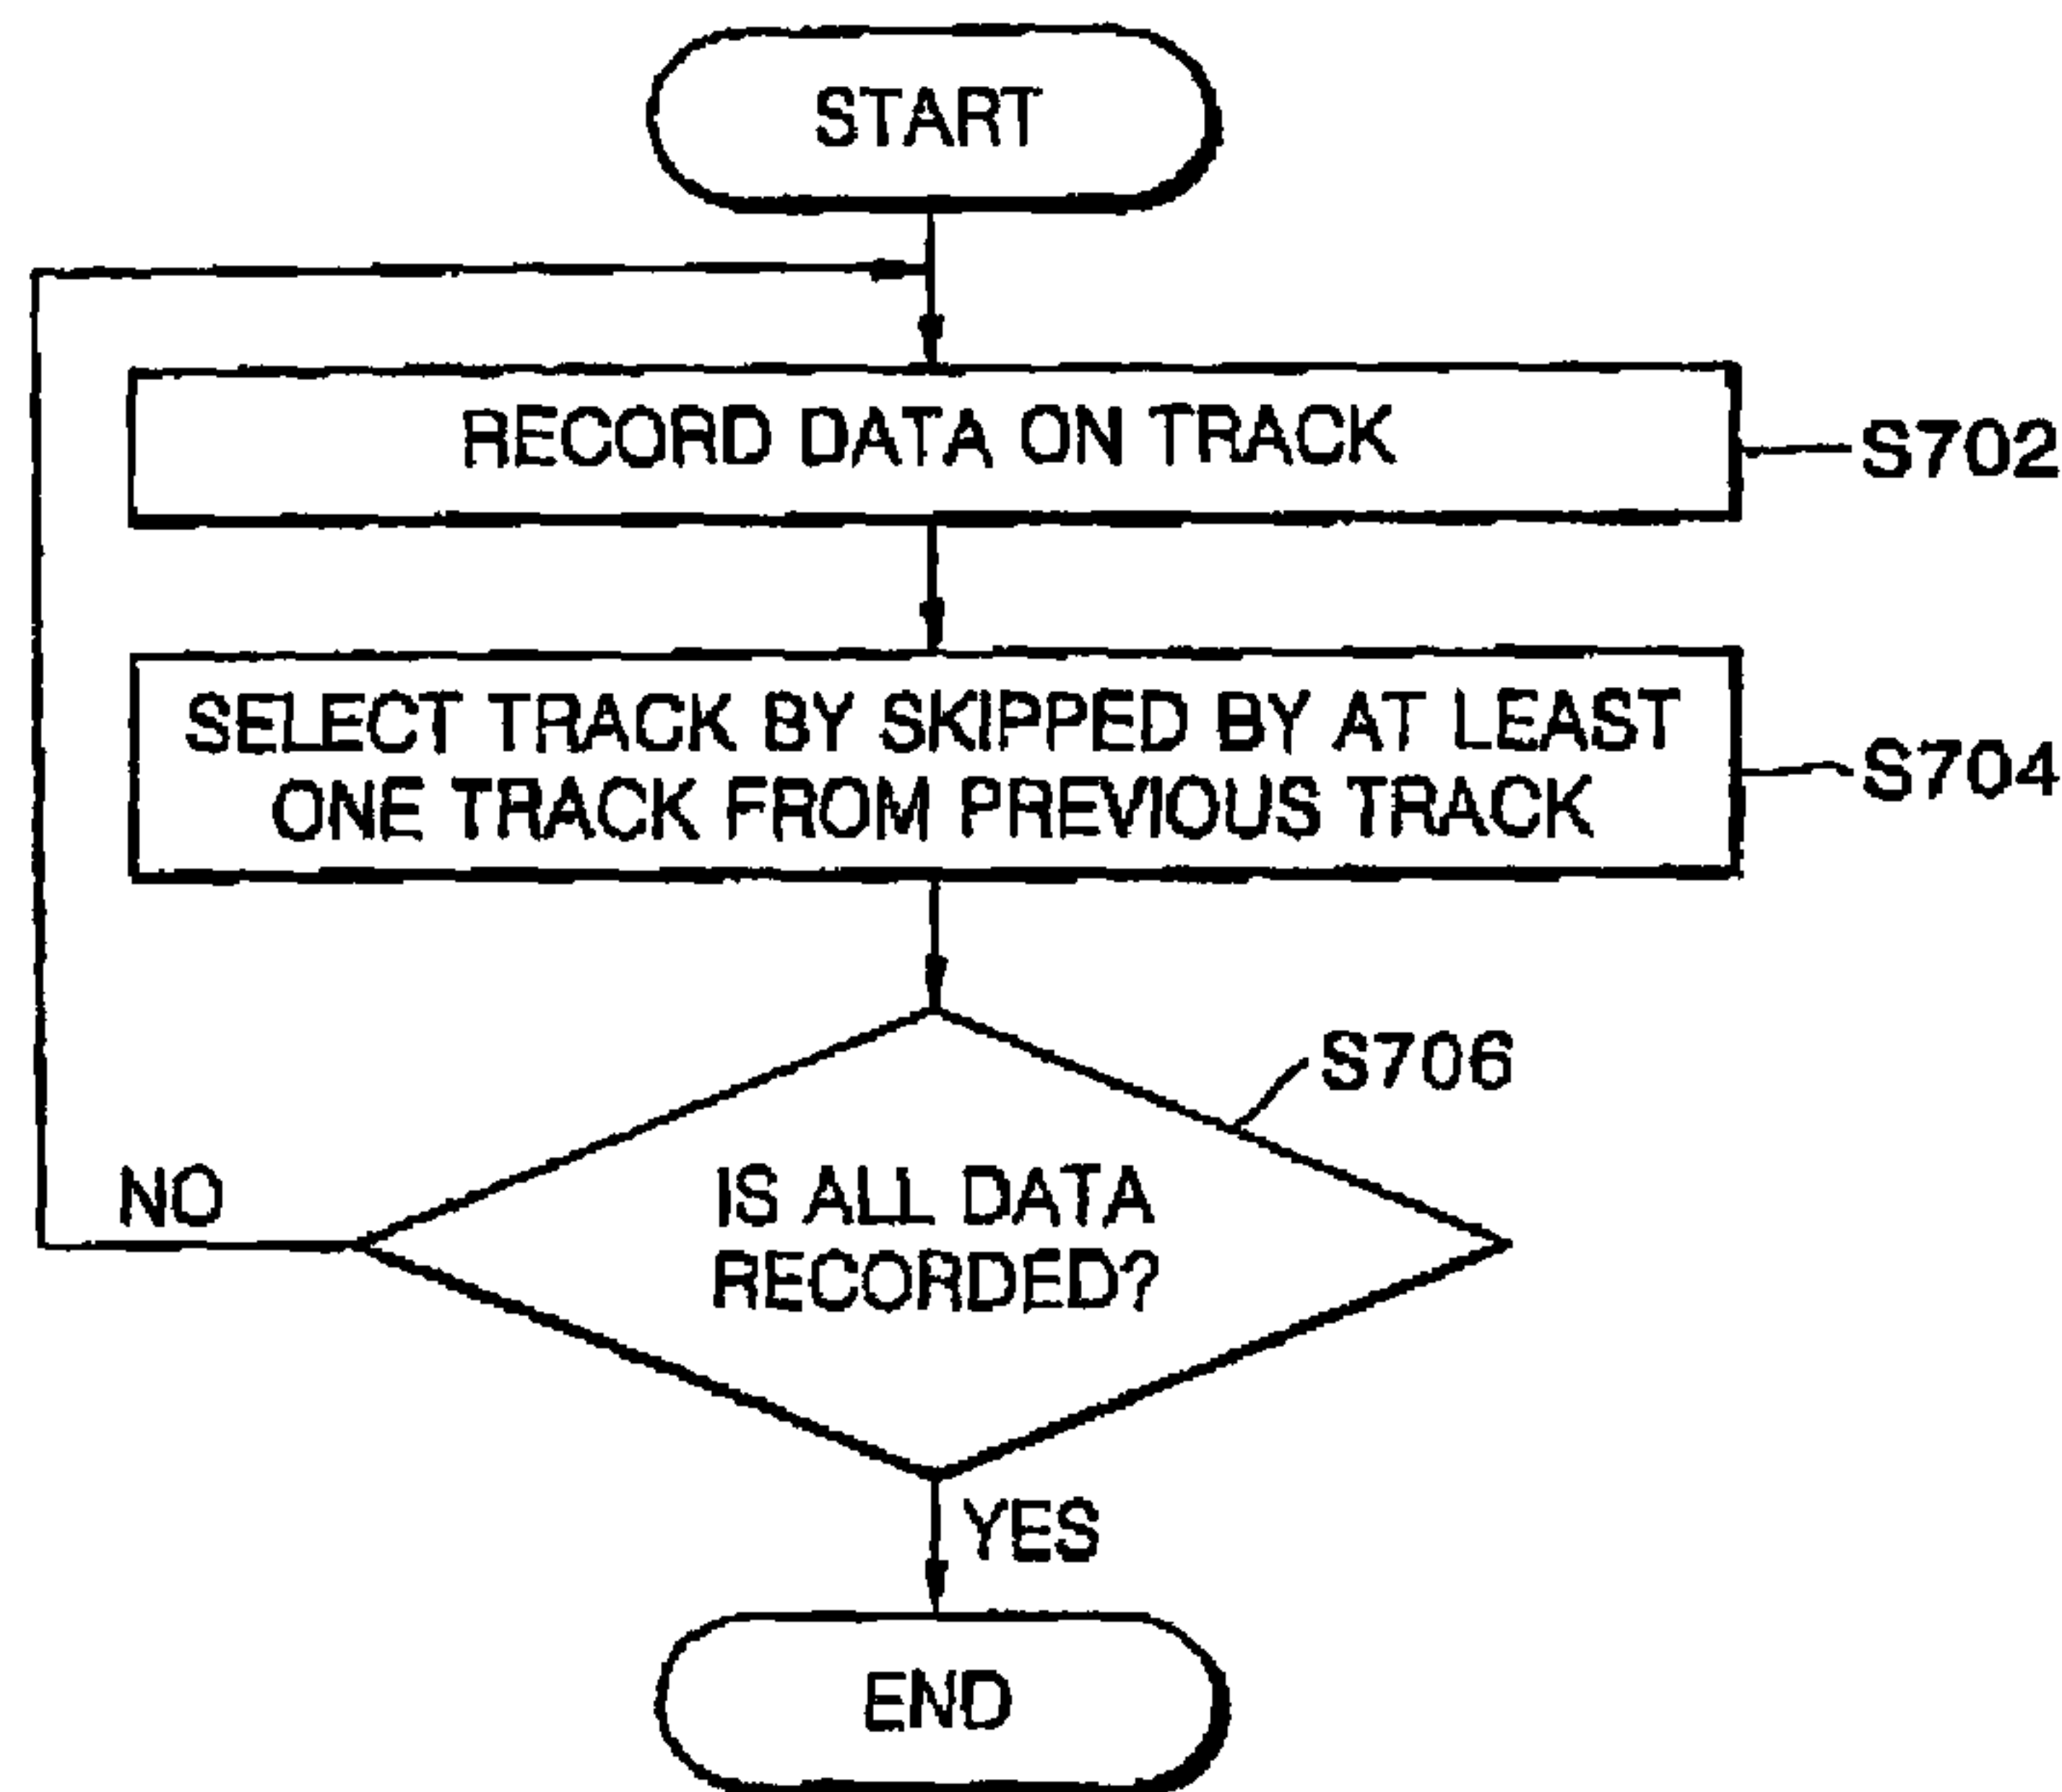 START
RECORD DATA ON TRACK
S702
SELECT TRACK BY SKIPPED BY AT LEAST
ONE TRACK FROM PREVIOUS TRACK
S704
S706
IS ALL DATA
RECORDED?
NO
YES
END